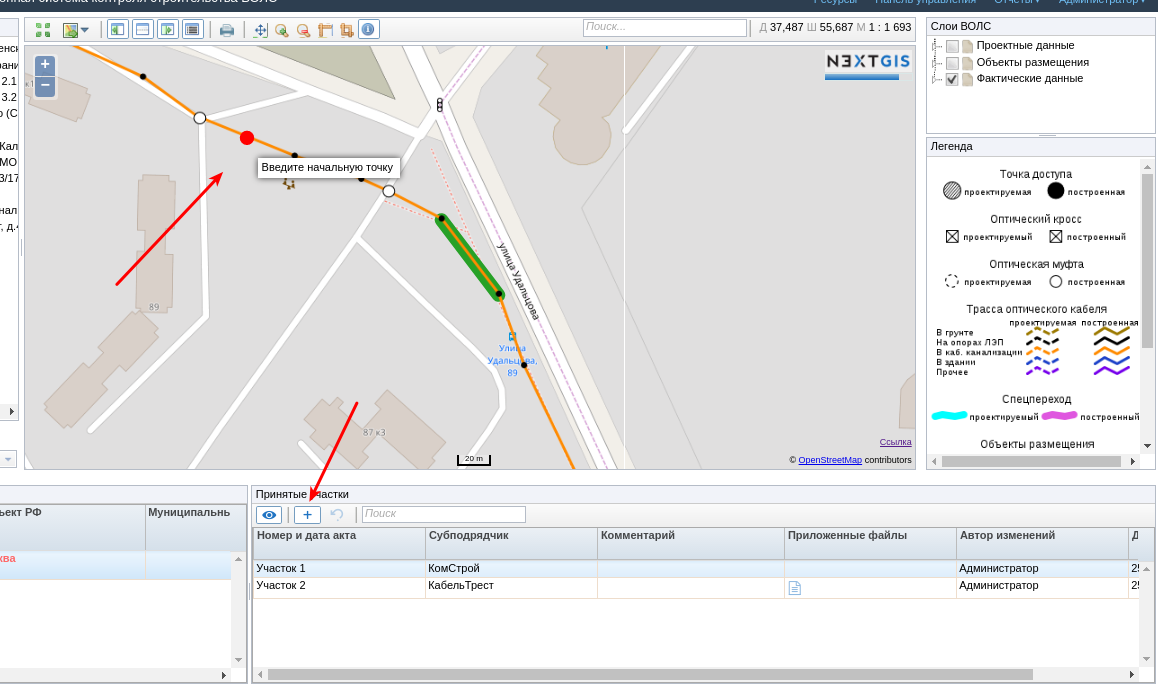 Ресурсы Панель управления Отчеты Администратор
Поиск...
Д 37,487 Ш 55,687 М 1 : 1 693
Слои ВОЛС
Проектные данные
Объекты размещения
Фактические данные
+
−
NEXTGIS
2.1
3.2
Введите начальную точку
улица Удальцова
89
Улица
Удальцова,
89
87 к3
20 m
Ссылка
© OpenStreetMap contributors
Легенда
Точка доступа
проектируемая построенная
Оптический кросс
проектируемый построенный
Оптическая муфта
проектируемая построенная
Трасса оптического кабеля
проектируемая построенная
В грунте
На опорах ЛЭП
В каб. канализации
В здании
Прочее
Спецпереход
проектируемый построенный
Объекты размещения
ъект РФ Муниципальнь
ква
Принятые участки
+ Поиск
Номер и дата акта Субподрядчик Комментарий Приложенные файлы Автор изменений
Участок 1 КомСтрой Администратор
Участок 2 КабельТрест Администратор